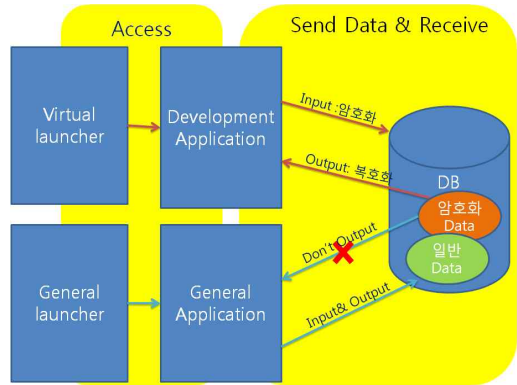 Access
Send Data & Receive
Virtual
launcher
Development
Application
Input :암호화
Output: 복호화
DB
암호화
Data
일반
Data
Don't Output
General
launcher
General
Application
Input& Output